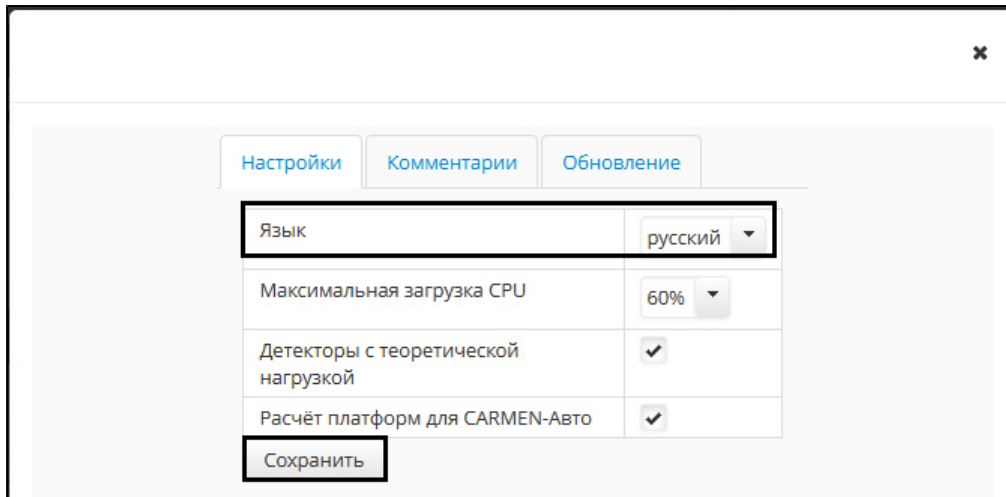 Настройки Комментарии Обновление
Язык русский
Максимальная загрузка CPU 60%
Детекторы с теоретической
нагрузкой
Расчёт платформ для CARMEN-Авто
Сохранить